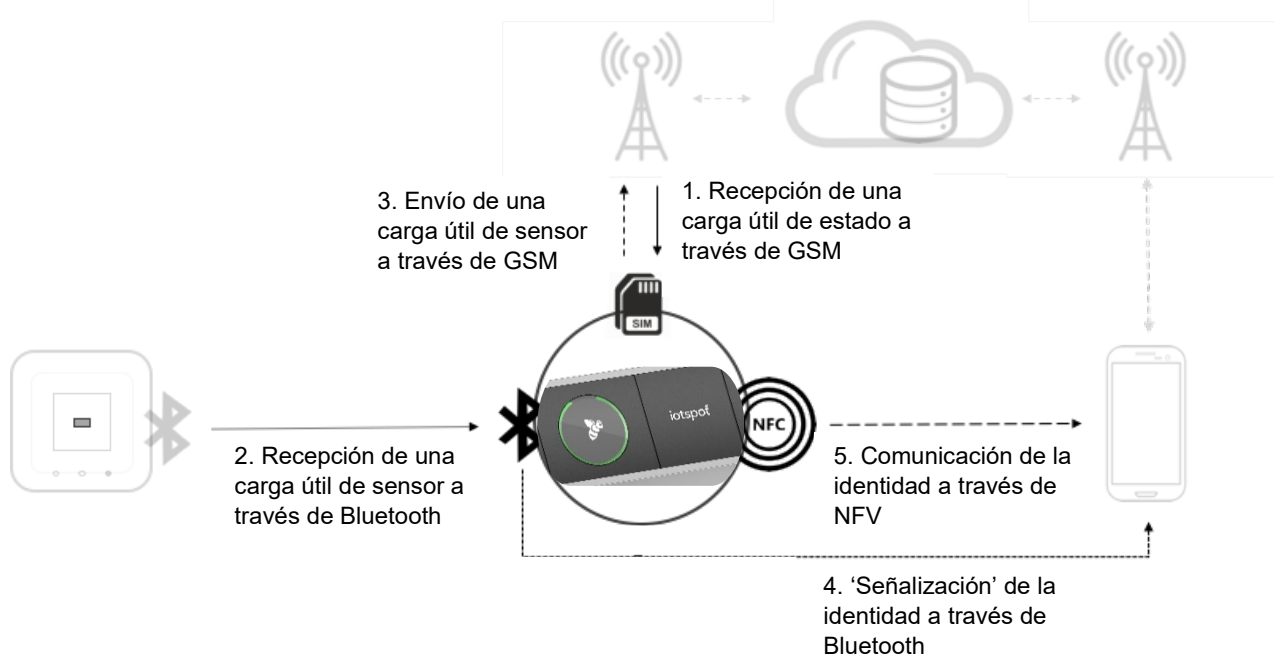 3. Envío de una
carga útil de sensor
a través de GSM
1. Recepción de una
carga útil de estado a
través de GSM
SIM
iotspot
NFC
2. Recepción de una
carga útil de sensor a
través de Bluetooth
5. Comunicación de la
identidad a través de
NFV
4. ‘Señalización’ de la
identidad a través de
Bluetooth